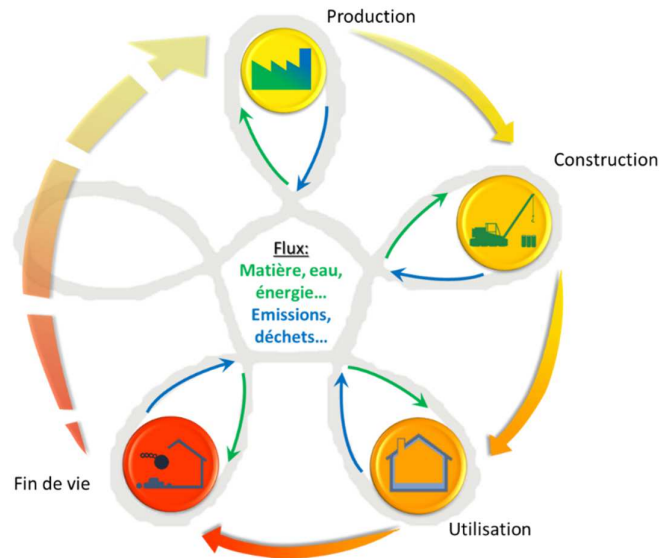 Production
Construction
Flux:
Matière, eau,
énergie...
Emissions,
déchets...
Fin de vie
Utilisation